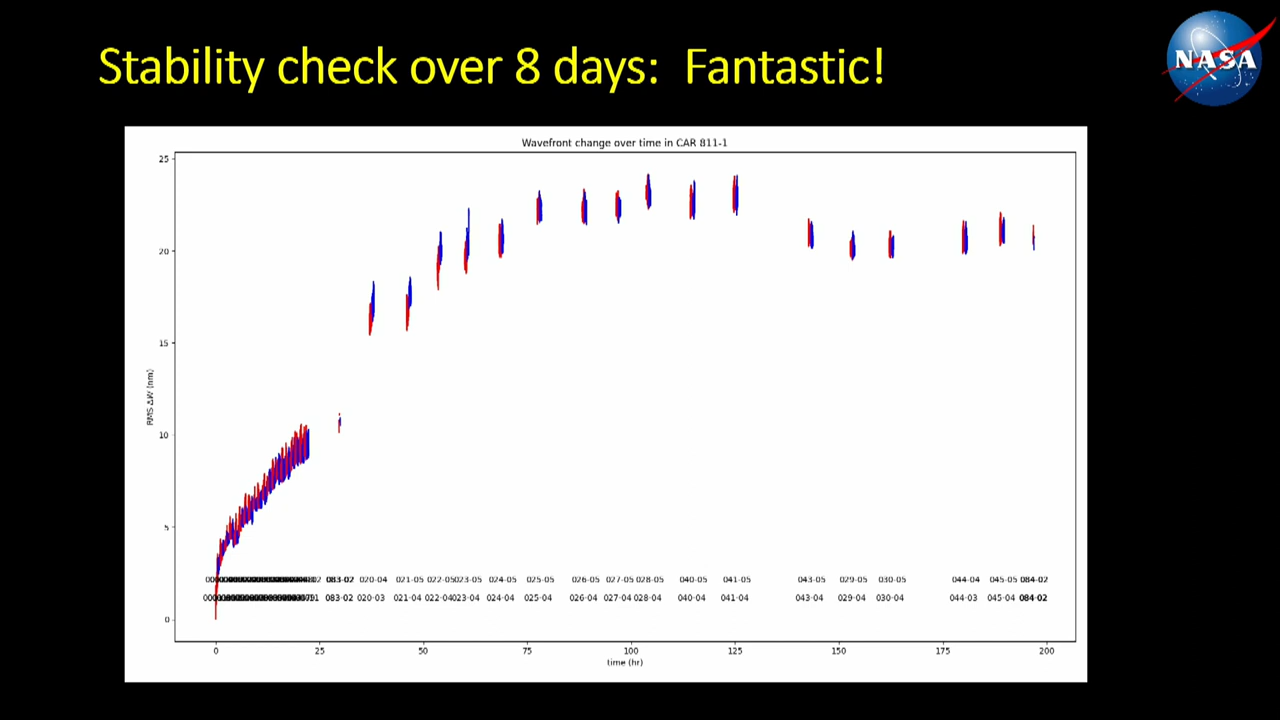 Stability check over 8 days:  Fantastic!
NASA
Wavefront change over time in CAR 811-1
25
20
15
10
5
0
RMS ΔW (nm)
083-02 020-04 021-05 022-05 023-05 024-05 025-05 026-05 027-05 028-05 040-05 041-05 043-05 029-05 030-05 044-04 045-05 084-02
083-02 020-03 021-04 022-04 023-04 024-04 025-04 026-04 027-04 028-04 040-04 041-04 043-04 029-04 030-04 044-03 045-04 084-02
0 25 50 75 100 125 150 175 200
time (hr)